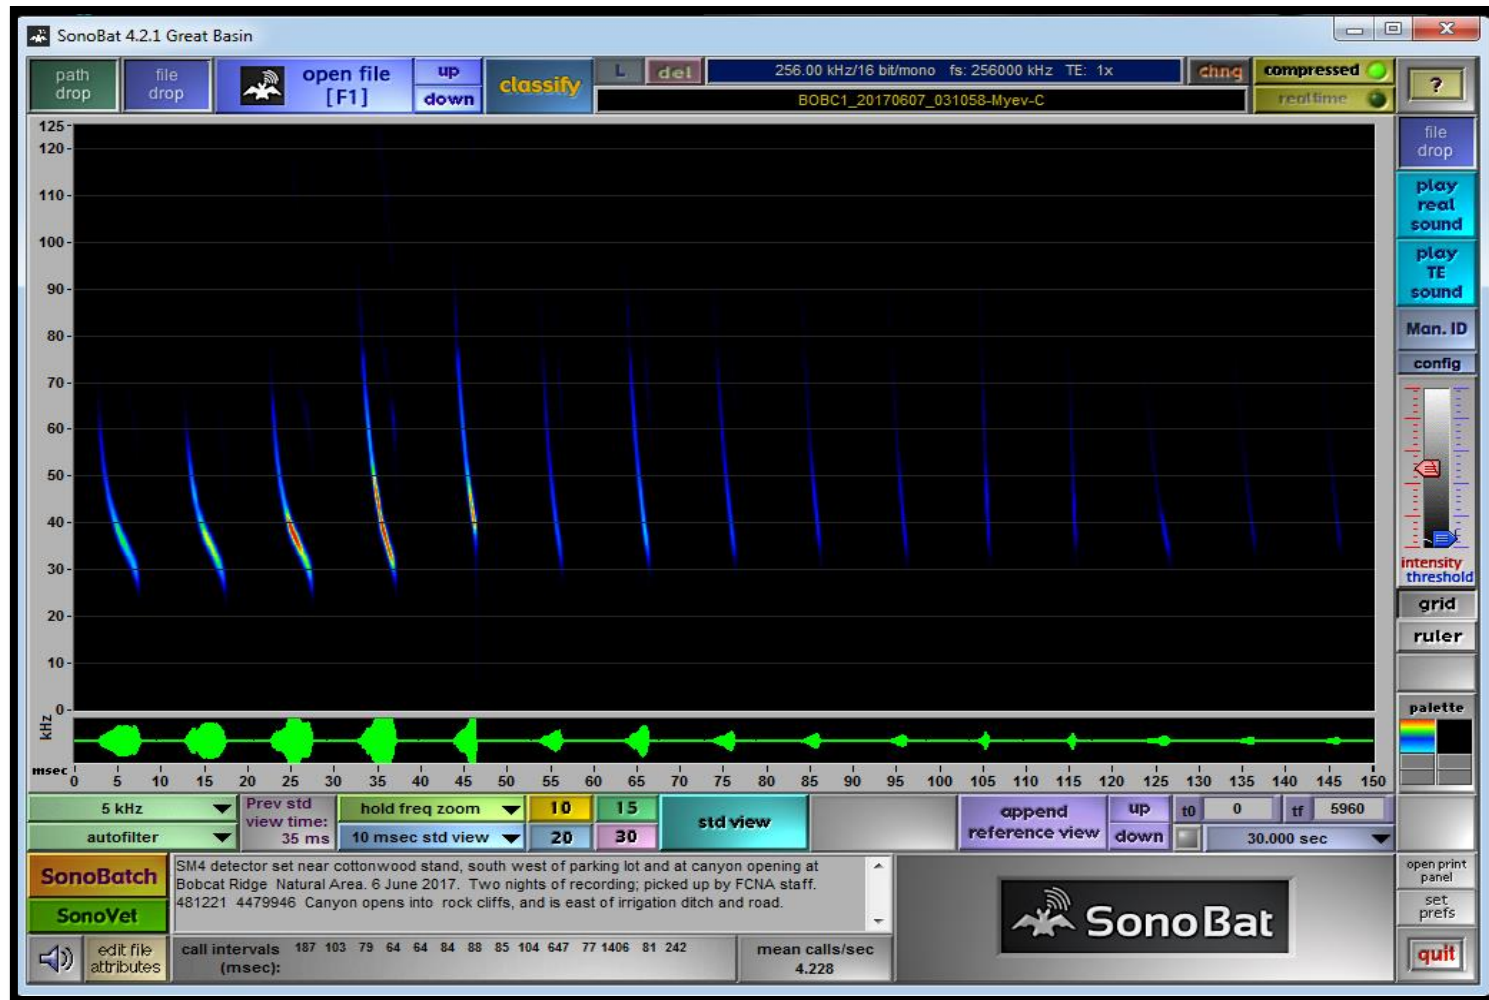 SonoBat 4.2.1 Great Basin
path drop
file drop
open file [F1]
up
down
classify
L
del
256.00 kHz/16 bit/mono fs: 256000 kHz TE: 1x
BOBC1_20170607_031058-Myev-C
chng
compressed
realtime
?
125
120
110
100
90
80
70
60
50
40
30
20
10
0
kHz
file drop
play real sound
play TE sound
Man. ID
config
intensity
threshold
grid
ruler
palette
msec 0 5 10 15 20 25 30 35 40 45 50 55 60 65 70 75 80 85 90 95 100 105 110 115 120 125 130 135 140 145 150
5 kHz
autofilter
Prev std view time: 35 ms
hold freq zoom
10 msec std view
10
15
20
30
std view
append reference view
up
down
t0 0 tf 5960
30.000 sec
SonoBatch
SonoVet
SM4 detector set near cottonwood stand, south west of parking lot and at canyon opening at
Bobcat Ridge Natural Area. 6 June 2017. Two nights of recording; picked up by FCNA staff.
481221 4479946 Canyon opens into rock cliffs, and is east of irrigation ditch and road.
SonoBat
open print panel
set prefs
quit
edit file attributes
call intervals (msec): 187 103 79 64 64 84 88 85 104 647 77 1406 81 242
mean calls/sec
4.228